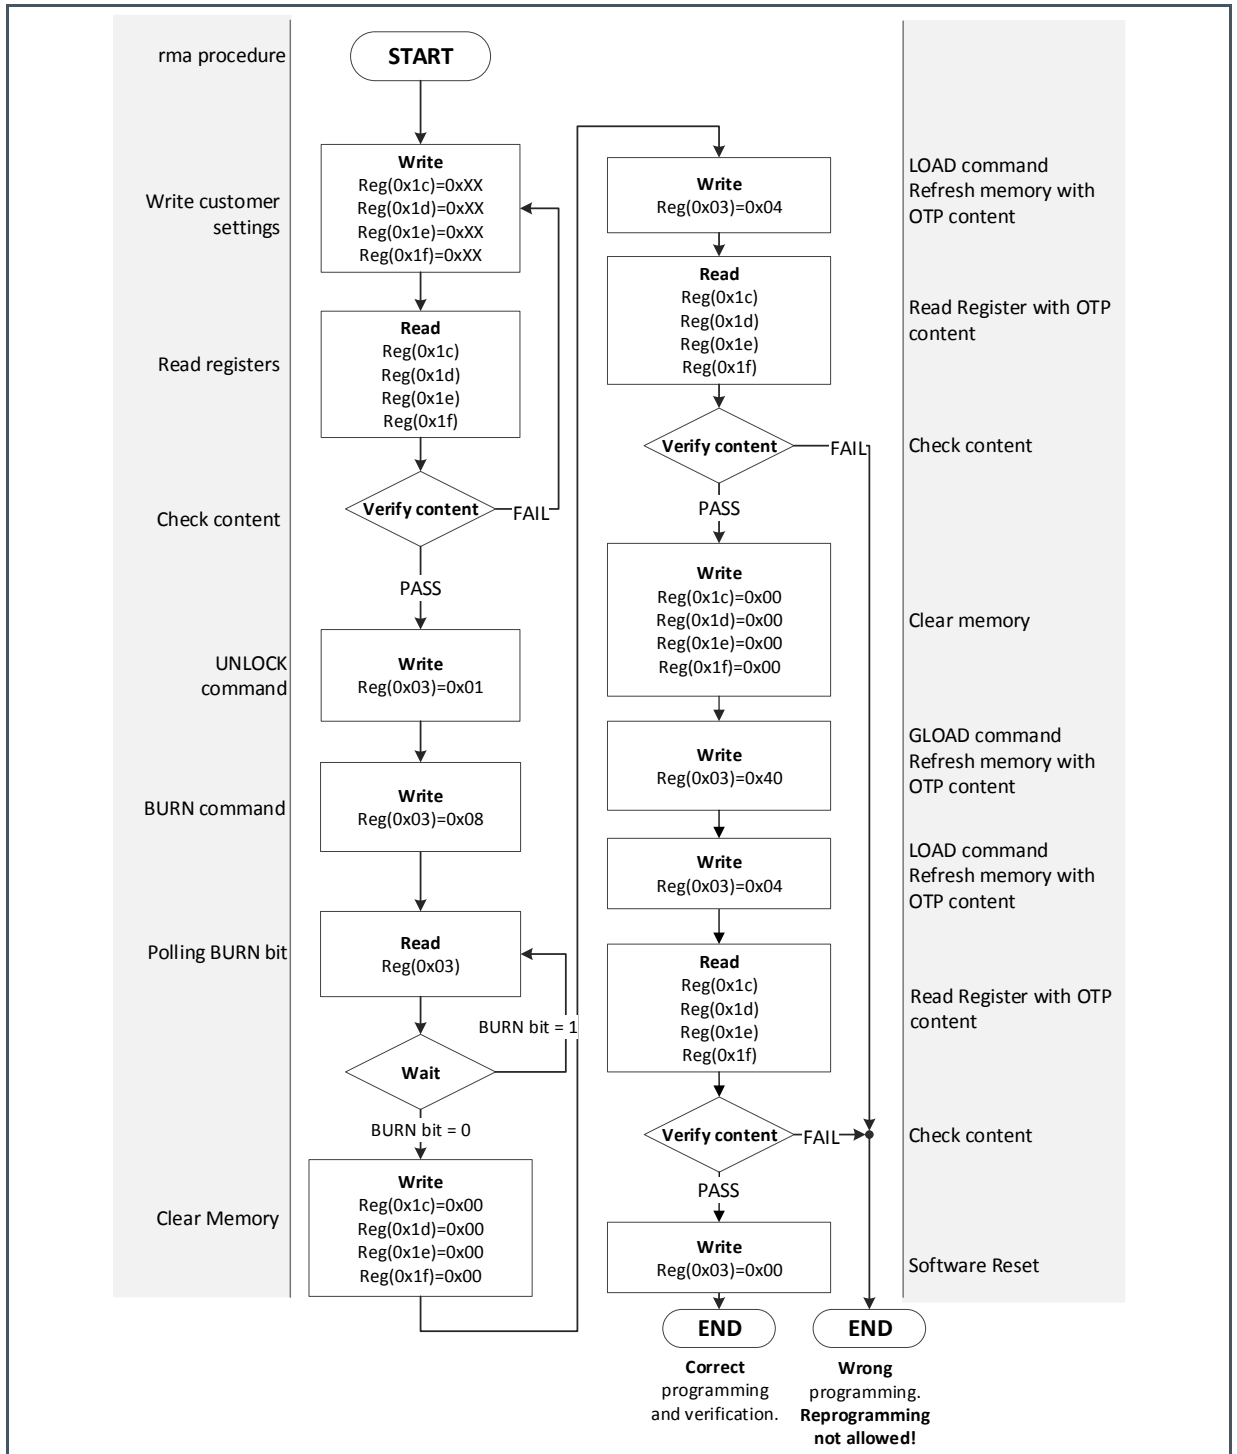 rma procedure
START
Write customer
settings
Write
Reg(0x1c)=0xXX
Reg(0x1d)=0xXX
Reg(0x1e)=0xXX
Reg(0x1f)=0xXX
Read registers
Read
Reg(0x1c)
Reg(0x1d)
Reg(0x1e)
Reg(0x1f)
Check content
Verify content
FAIL
PASS
UNLOCK
command
Write
Reg(0x03)=0x01
BURN command
Write
Reg(0x03)=0x08
Polling BURN bit
Read
Reg(0x03)
BURN bit = 1
Wait
BURN bit = 0
Clear Memory
Write
Reg(0x1c)=0x00
Reg(0x1d)=0x00
Reg(0x1e)=0x00
Reg(0x1f)=0x00
Write
Reg(0x03)=0x04
LOAD command
Refresh memory with
OTP content
Read
Reg(0x1c)
Reg(0x1d)
Reg(0x1e)
Reg(0x1f)
Read Register with OTP
content
Verify content
FAIL
Check content
PASS
Write
Reg(0x1c)=0x00
Reg(0x1d)=0x00
Reg(0x1e)=0x00
Reg(0x1f)=0x00
Clear memory
Write
Reg(0x03)=0x40
GLOAD command
Refresh memory with
OTP content
Write
Reg(0x03)=0x04
LOAD command
Refresh memory with
OTP content
Read
Reg(0x1c)
Reg(0x1d)
Reg(0x1e)
Reg(0x1f)
Read Register with OTP
content
Verify content
FAIL
Check content
PASS
Write
Reg(0x03)=0x00
Software Reset
END
Correct
programming
and verification.
END
Wrong
programming.
Reprogramming
not allowed!